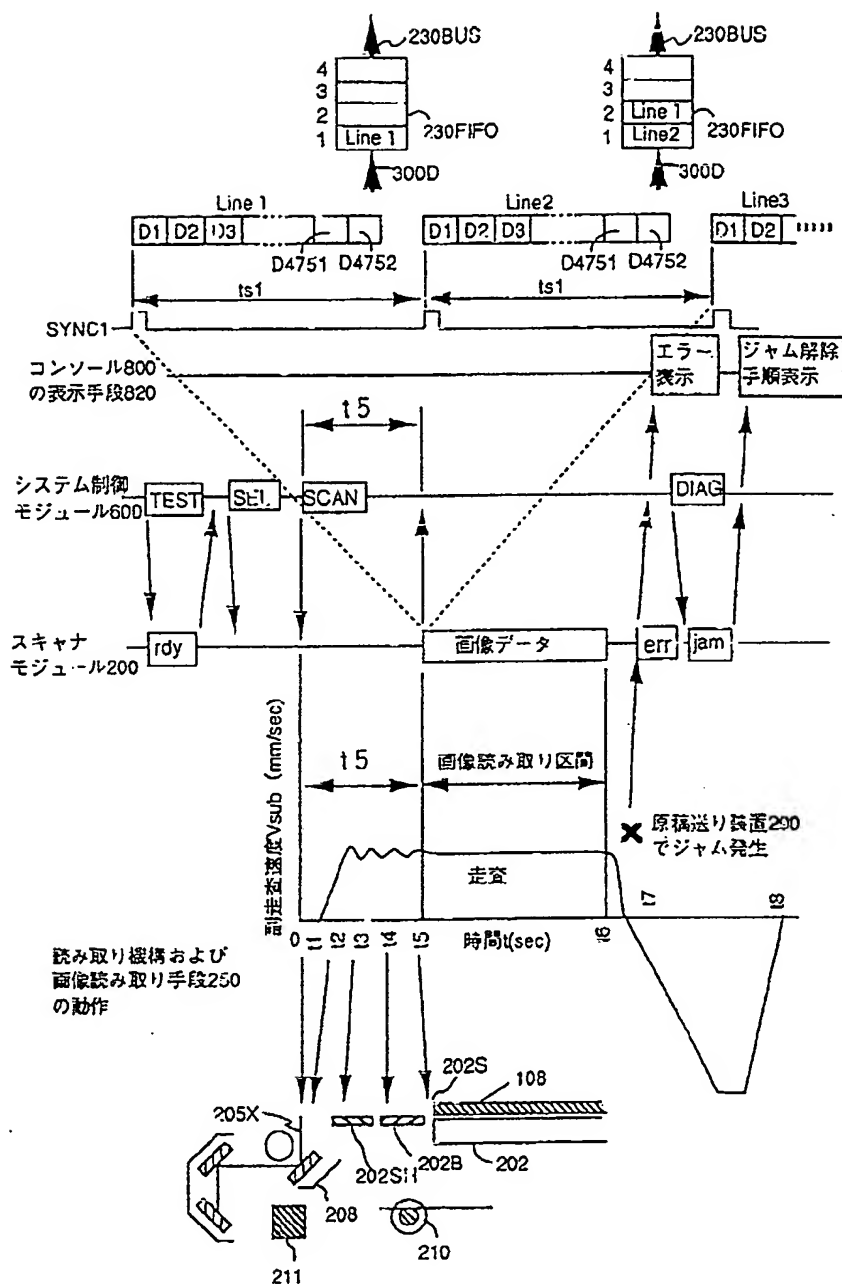 230BUS 230BUS
4 4
3 3
2 2 Line 1
230FIFO 230FIFO
1 Line 1 1 Line2
300D 300D
Line 1 Line2 Line3
D1 D2 D3 D1 D2 D3 D1 D2
D4751 D4752 D4751 D4752
ts1 ts1
SYNC1
コンソール800
の表示手段820
エラー
表示
ジャム解除
手順表示
t5
システム制御
モジュール600
TEST SEL SCAN DIAG
スキャナ
モジュール200
rdy 画像データ err jam
副走査速度Vsub (mm/sec)
t5 画像読み取り区間
原稿送り装置290
でジャム発生
走査
0 t1 t2 t3 t4 t5 時間t(sec) t6 t7 t8
読み取り機構および
画像読み取り手段250
の動作
202S 108
205X
202SH 202B 202
208
211 210